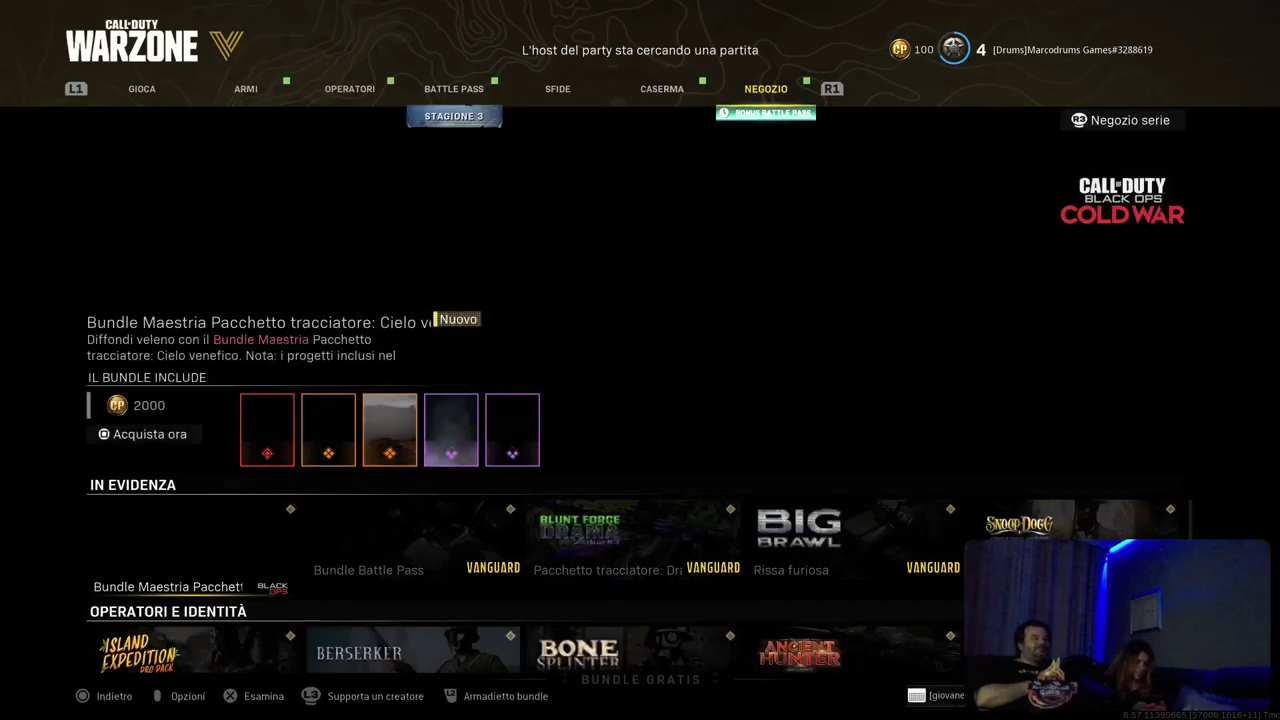 CALL OF DUTY
WARZONE
L'host del party sta cercando una partita
CP 100
4 [Drums]Marcodrums Games#3288619
L1 GIOCA ARMI OPERATORI BATTLE PASS SFIDE CASERMA NEGOZIO R1
STAGIONE 3
BONUS BATTLE PASS
R3 Negozio serie
CALL OF DUTY
BLACK OPS
COLD WAR
Bundle Maestria Pacchetto tracciatore: Cielo ve
Nuovo
Diffondi veleno con il Bundle Maestria Pacchetto
tracciatore: Cielo venefico. Nota: i progetti inclusi nel
IL BUNDLE INCLUDE
CP 2000
Acquista ora
IN EVIDENZA
BLUNT FORCE
DRAMA
BIG
BRAWL
SNOOP DOGG
Bundle Battle Pass VANGUARD
Pacchetto tracciatore: Dra VANGUARD
Rissa furiosa VANGUARD
Bundle Maestria Pacchett BLACK OPS
OPERATORI E IDENTITÀ
ISLAND
EXPEDITION
PRO PACK
BERSERKER
BONE
SPLINTER
ANCIENT
HUNTER
BUNDLE GRATIS
Indietro Opzioni Esamina L3 Supporta un creatore L2 Armadietto bundle
[giovane